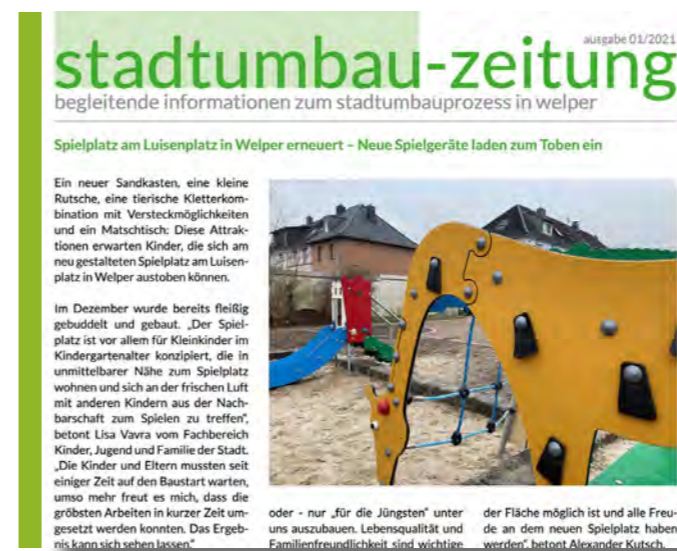 ausgabe 01/2021
stadtumbau-zeitung
begleitende informationen zum stadtumbauprozess in welper
Spielplatz am Luisenplatz in Welper erneuert – Neue Spielgeräte laden zum Toben ein
Ein neuer Sandkasten, eine kleine
Rutsche, eine tierische Kletterkom-
bination mit Versteckmöglichkeiten
und ein Matschtisch: Diese Attrak-
tionen erwarten Kinder, die sich am
neu gestalteten Spielplatz am Luisen-
platz in Welper austoben können.
Im Dezember wurde bereits fleißig
gebuddelt und gebaut. „Der Spiel-
platz ist vor allem für Kleinkinder im
Kindergartenalter konzipiert, die in
unmittelbarer Nähe zum Spielplatz
wohnen und sich an der frischen Luft
mit anderen Kindern aus der Nach-
barschaft zum Spielen zu treffen“,
betont Lisa Vavra vom Fachbereich
Kinder, Jugend und Familie der Stadt.
„Die Kinder und Eltern mussten seit
einiger Zeit auf den Baustart warten,
umso mehr freut es mich, dass die
gröbsten Arbeiten in kurzer Zeit um-
gesetzt werden konnten. Das Ergeb-
nis kann sich sehen lassen.“
oder - nur „für die Jüngsten“ unter
uns auszubauen. Lebensqualität und
Familienfreundlichkeit sind wichtige
der Fläche möglich ist und alle Freu-
de an dem neuen Spielplatz haben
werden“, betont Alexander Kutsch.